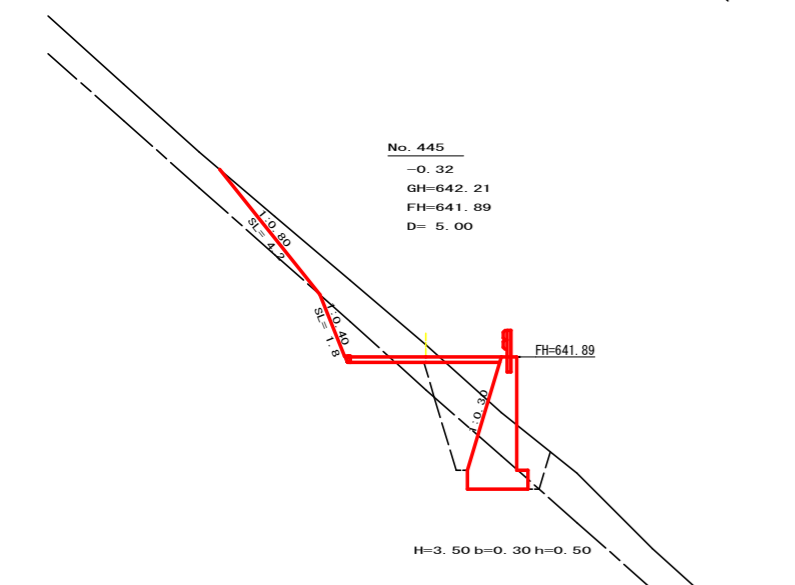 No. 445
-0. 32
GH=642. 21
FH=641. 89
D= 5. 00
1:0. 80
SL= 4. 2
1:0. 40
SL= 1. 8
FH=641. 89
1:0. 30
H=3. 50 b=0. 30 h=0. 50